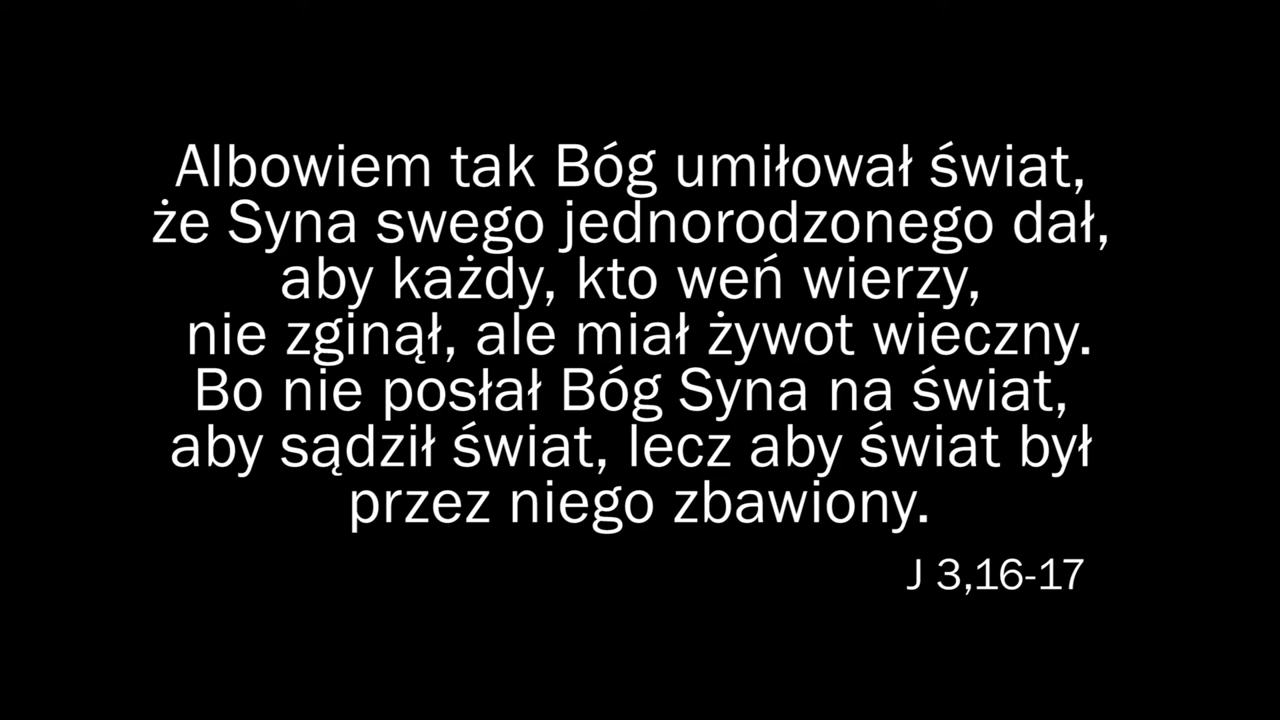 Albowiem tak Bóg umiłował świat,
że Syna swego jednorodzonego dał,
aby każdy, kto weń wierzy,
nie zginął, ale miał żywot wieczny.
Bo nie posłał Bóg Syna na świat,
aby sądził świat, lecz aby świat był
przez niego zbawiony.
J 3,16-17